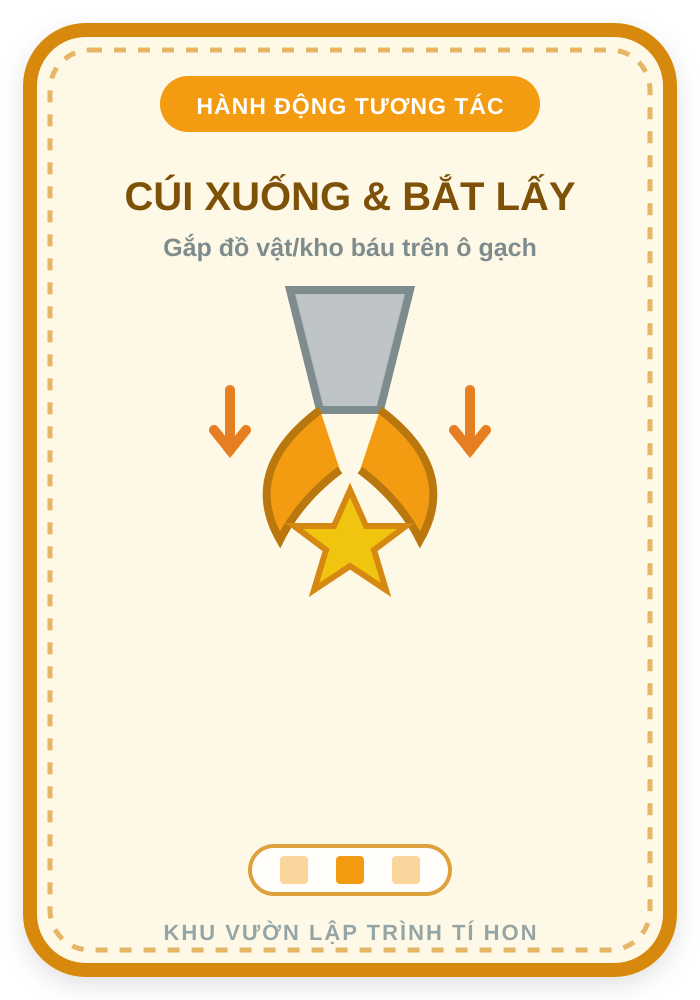 HÀNH ĐỘNG TƯƠNG TÁC
CÚI XUỐNG & BẮT LẤY
Gắp đồ vật/kho báu trên ô gạch
KHU VƯỜN LẬP TRÌNH TÍ HON